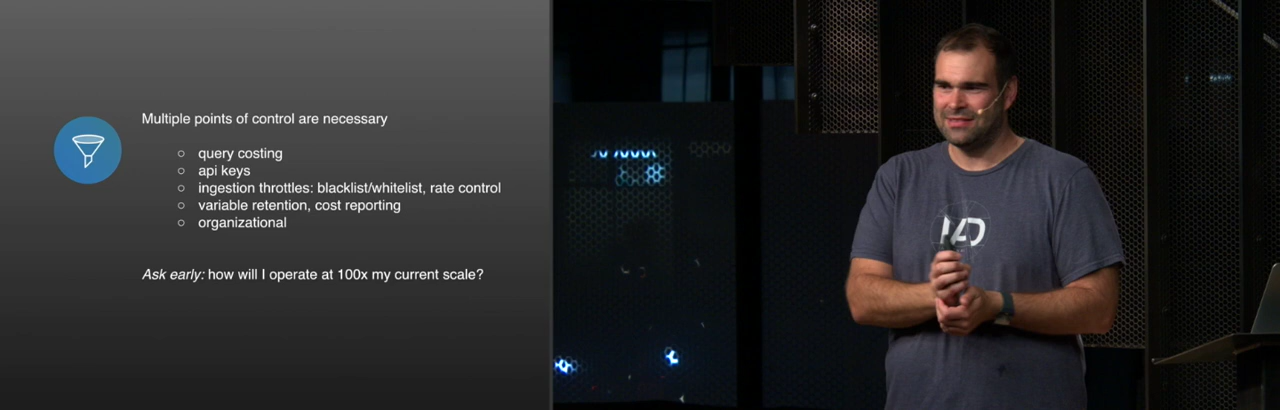 Multiple points of control are necessary
○ query costing
○ api keys
○ ingestion throttles: blacklist/whitelist, rate control
○ variable retention, cost reporting
○ organizational
Ask early: how will I operate at 100x my current scale?